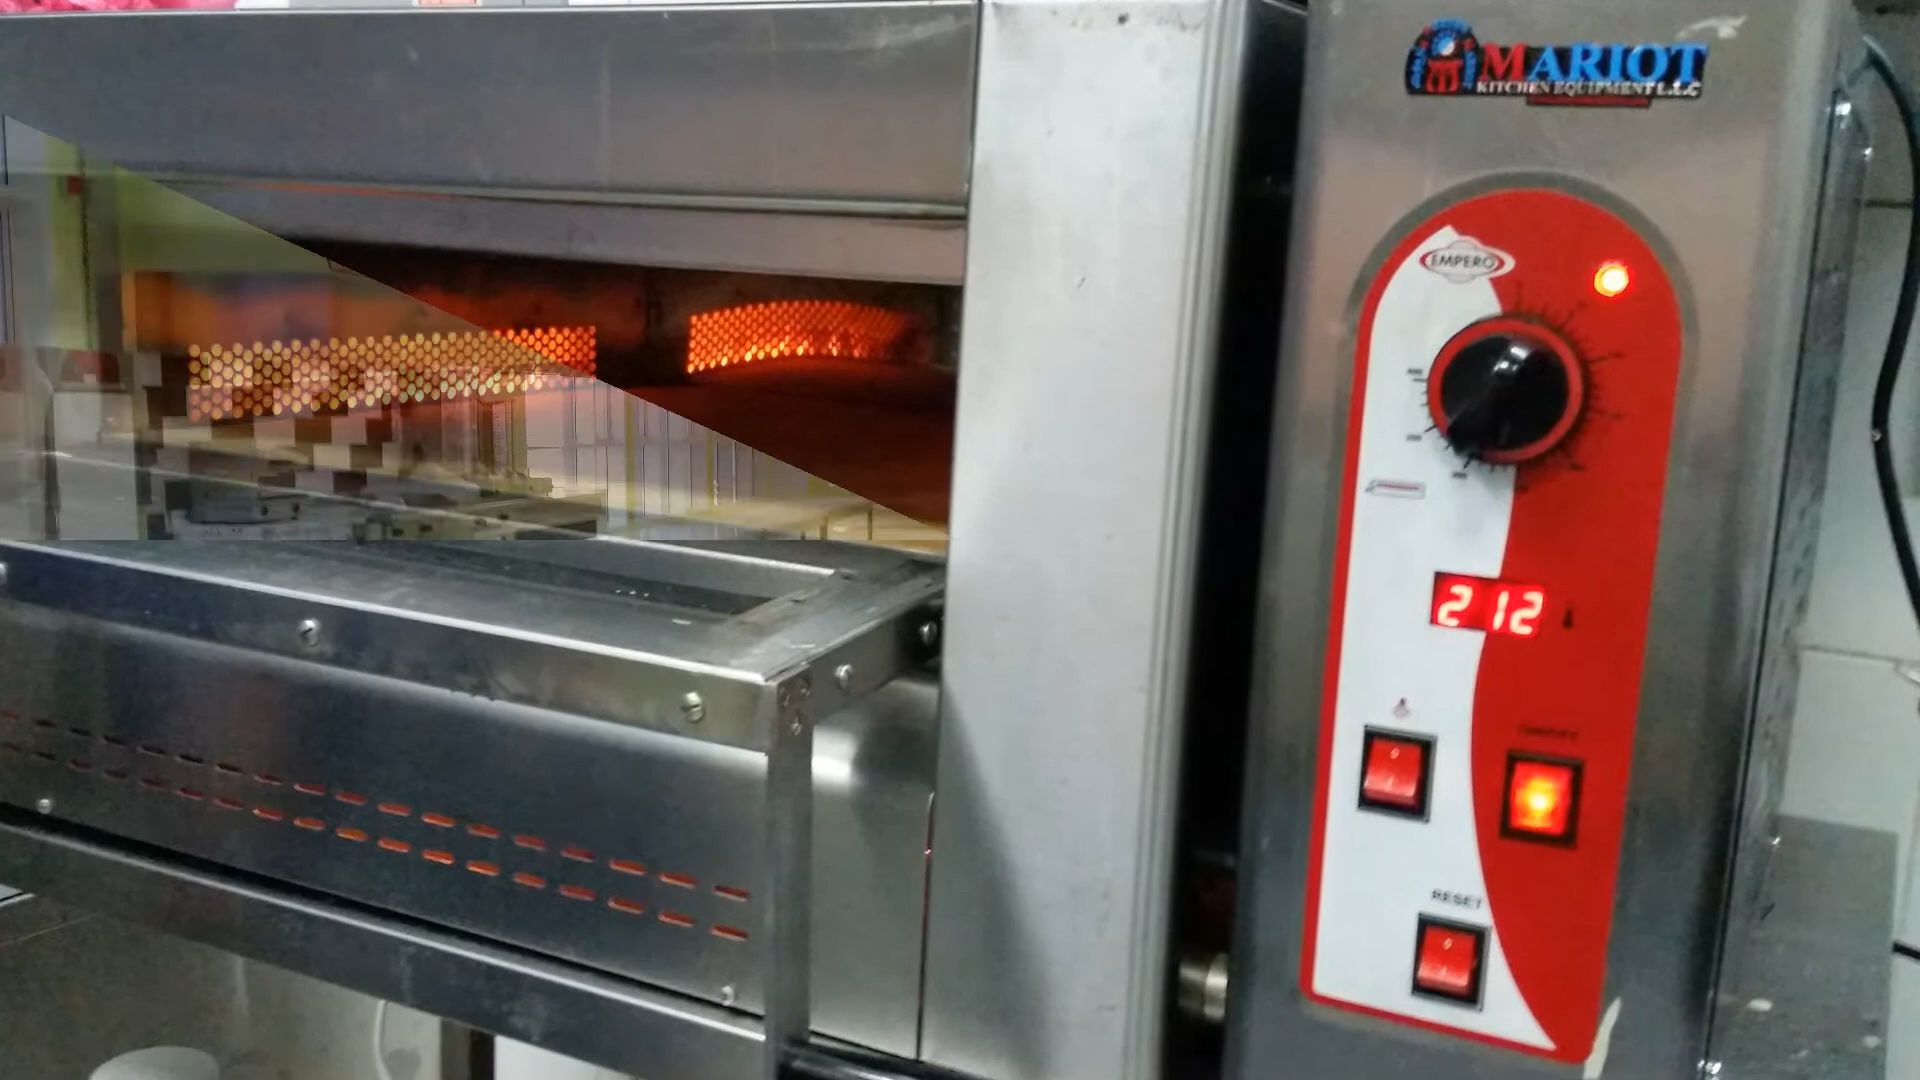 MARIOT
KITCHEN EQUIPMENT L.L.C
EMPERO
212
RESET